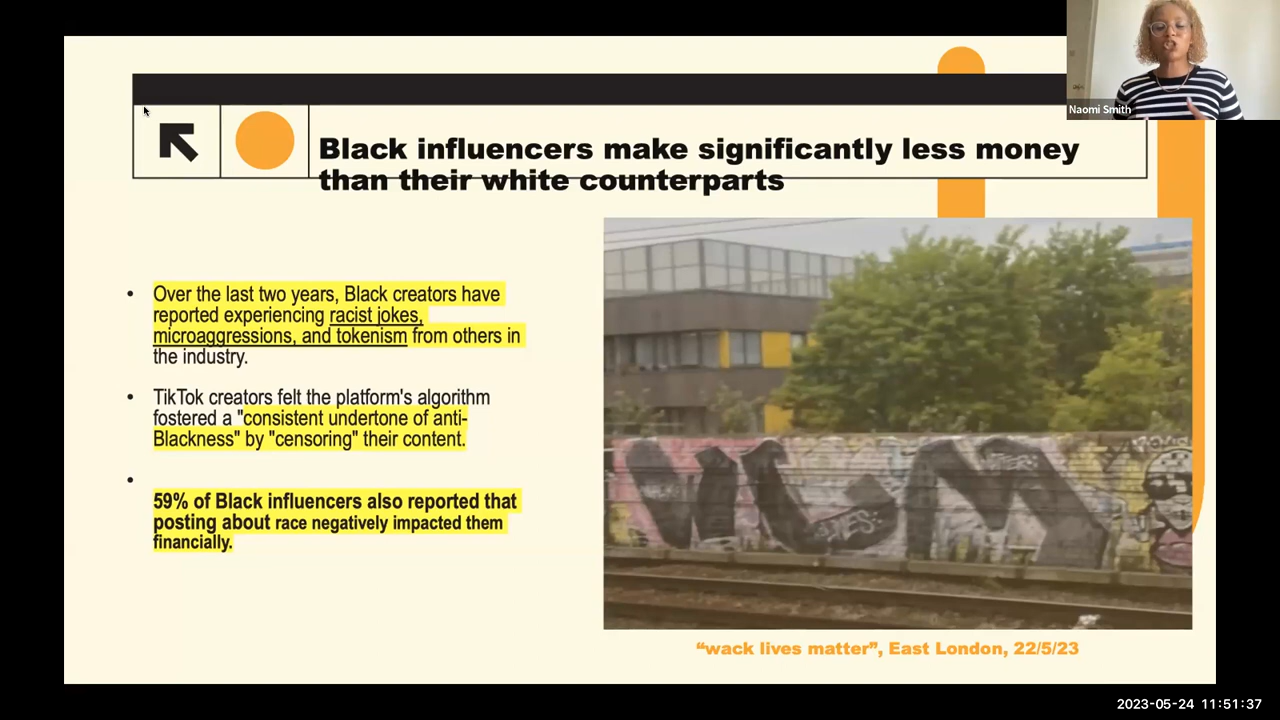 Naomi Smith
Black influencers make significantly less money
than their white counterparts
• Over the last two years, Black creators have
reported experiencing racist jokes,
microaggressions, and tokenism from others in
the industry.
• TikTok creators felt the platform's algorithm
fostered a "consistent undertone of anti-
Blackness" by "censoring" their content.
•
59% of Black influencers also reported that
posting about race negatively impacted them
financially.
“wack lives matter”, East London, 22/5/23
2023-05-24 11:51:37